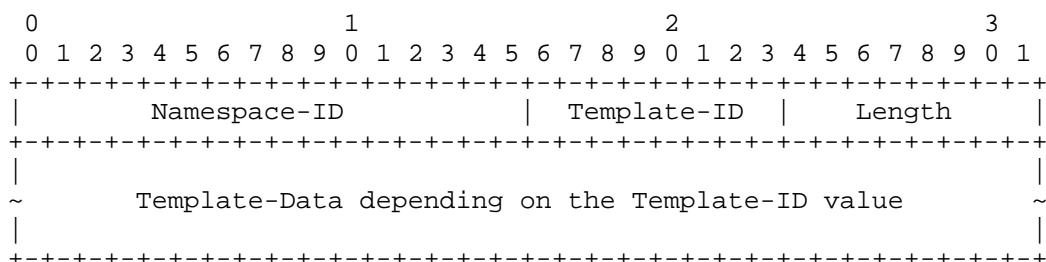 0                   1                   2                   3
 0 1 2 3 4 5 6 7 8 9 0 1 2 3 4 5 6 7 8 9 0 1 2 3 4 5 6 7 8 9 0 1
+-+-+-+-+-+-+-+-+-+-+-+-+-+-+-+-+-+-+-+-+-+-+-+-+-+-+-+-+-+-+-+-+
|        Namespace-ID           |  Template-ID  |    Length     |
+-+-+-+-+-+-+-+-+-+-+-+-+-+-+-+-+-+-+-+-+-+-+-+-+-+-+-+-+-+-+-+-+
|                                                               |
~       Template-Data depending on the Template-ID value        ~
|                                                               |
+-+-+-+-+-+-+-+-+-+-+-+-+-+-+-+-+-+-+-+-+-+-+-+-+-+-+-+-+-+-+-+-+